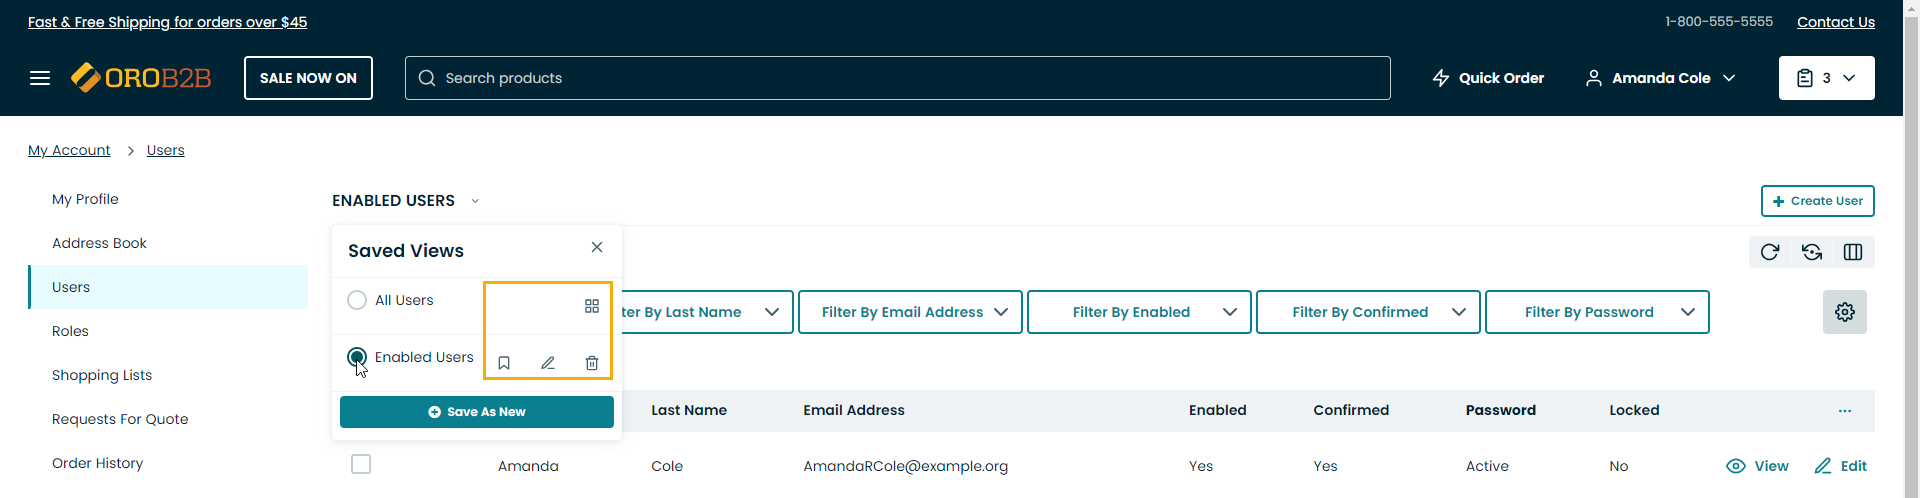 Fast & Free Shipping for orders over $45
1-800-555-5555 Contact Us
OROB2B SALE NOW ON Search products Quick Order Amanda Cole 3
My Account > Users
My Profile
Address Book
Users
Roles
Shopping Lists
Requests For Quote
Order History
ENABLED USERS
Create User
Saved Views
All Users
Enabled Users
Save As New
ter By Last Name Filter By Email Address Filter By Enabled Filter By Confirmed Filter By Password
Last Name Email Address Enabled Confirmed Password Locked ...
Amanda Cole AmandaRCole@example.org Yes Yes Active No View Edit